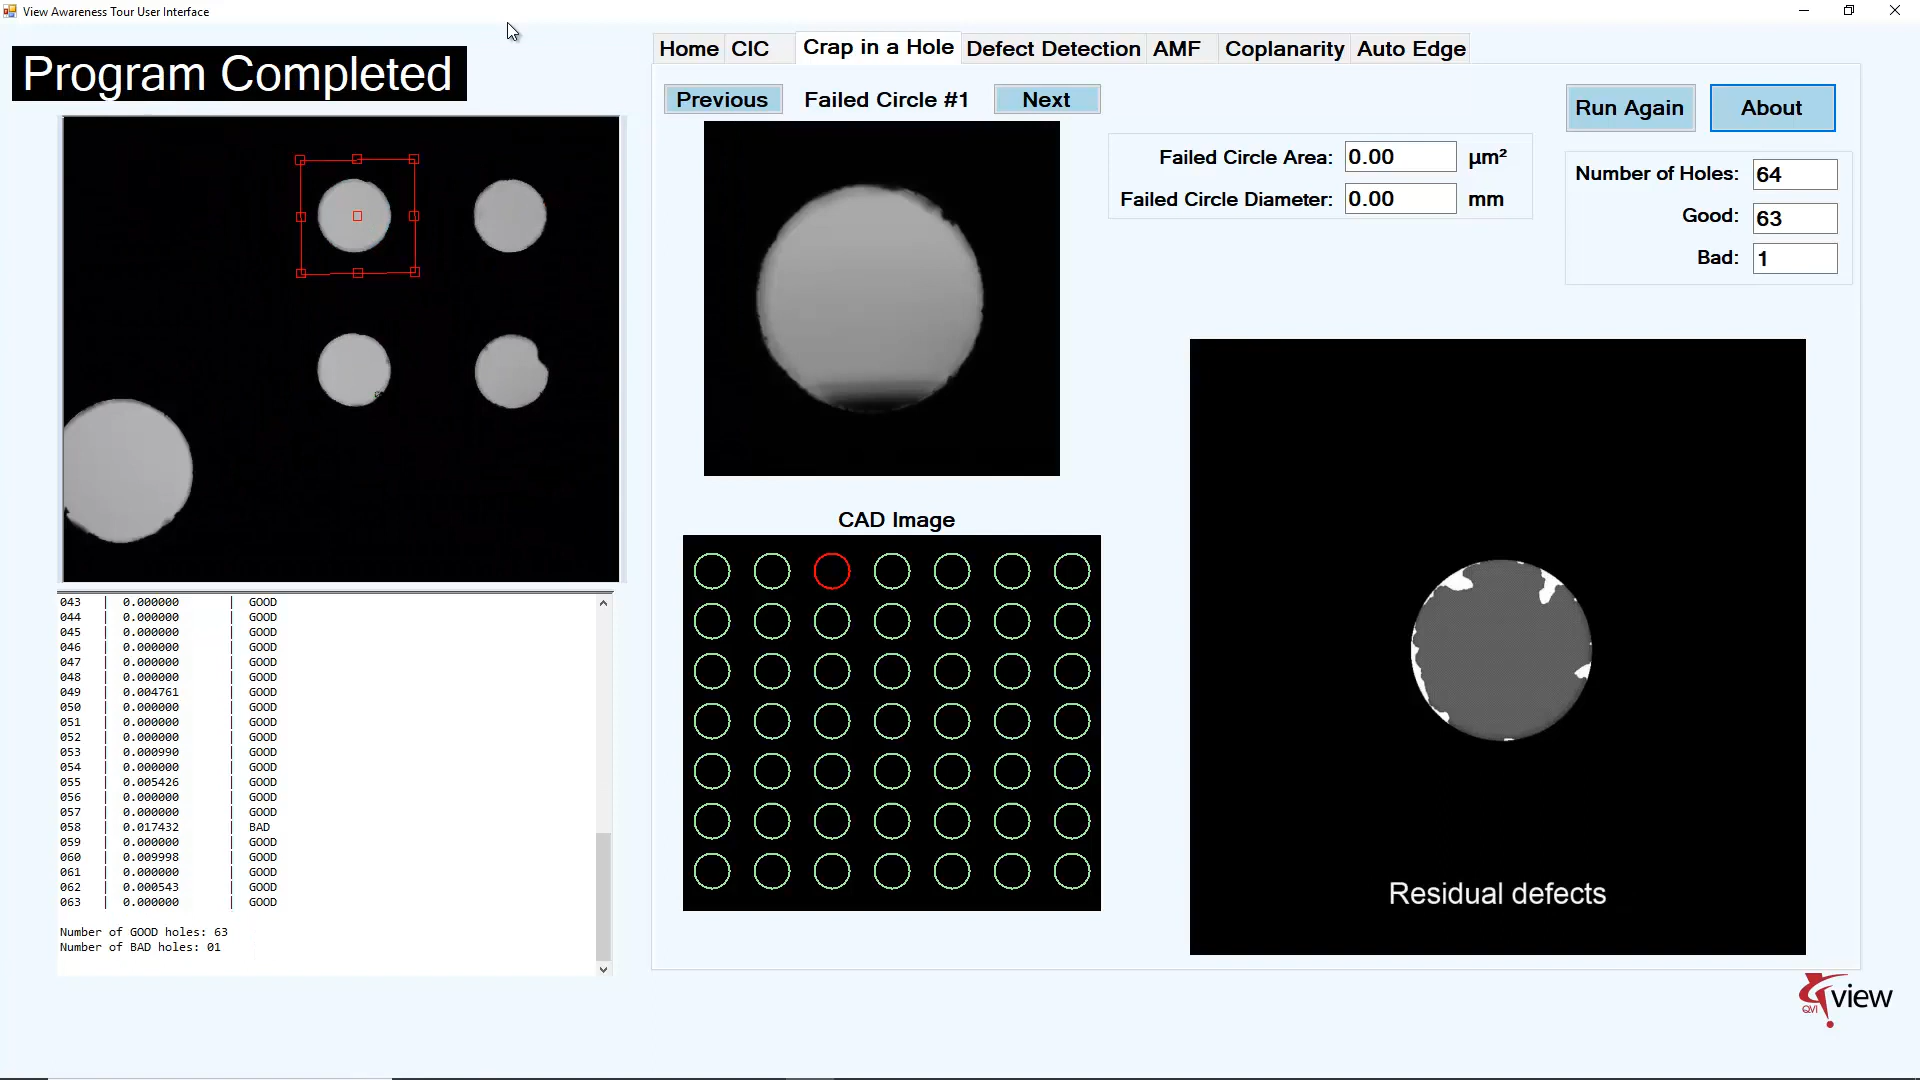 View Awareness Tour User Interface
Program Completed
Home CIC Crap in a Hole Defect Detection AMF Coplanarity Auto Edge
Previous Failed Circle #1 Next
Run Again About
Failed Circle Area: 0.00 µm²
Failed Circle Diameter: 0.00 mm
Number of Holes: 64
Good: 63
Bad: 1
CAD Image
043 | 0.000000 | GOOD
044 | 0.000000 | GOOD
045 | 0.000000 | GOOD
046 | 0.000000 | GOOD
047 | 0.000000 | GOOD
048 | 0.000000 | GOOD
049 | 0.004761 | GOOD
050 | 0.000000 | GOOD
051 | 0.000000 | GOOD
052 | 0.000000 | GOOD
053 | 0.000990 | GOOD
054 | 0.000000 | GOOD
055 | 0.005426 | GOOD
056 | 0.000000 | GOOD
057 | 0.000000 | GOOD
058 | 0.017432 | BAD
059 | 0.000000 | GOOD
060 | 0.009998 | GOOD
061 | 0.000000 | GOOD
062 | 0.000543 | GOOD
063 | 0.000000 | GOOD
Number of GOOD holes: 63
Number of BAD holes: 01
Residual defects
QVI view